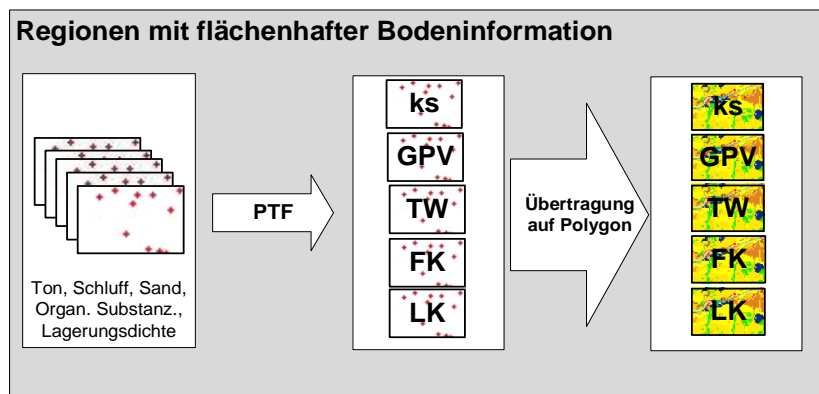 Regionen mit flächenhafter Bodeninformation
Ton, Schluff, Sand,
Organ. Substanz.,
Lagerungsdichte
PTF
ks
GPV
TW
FK
LK
Übertragung
auf Polygon
ks
GPV
TW
FK
LK